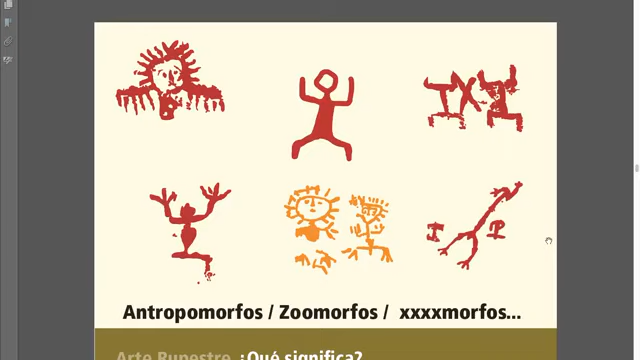 Antropomorfos / Zoomorfos / xxxxmorfos...
Arte Rupestre ¿Qué significa?